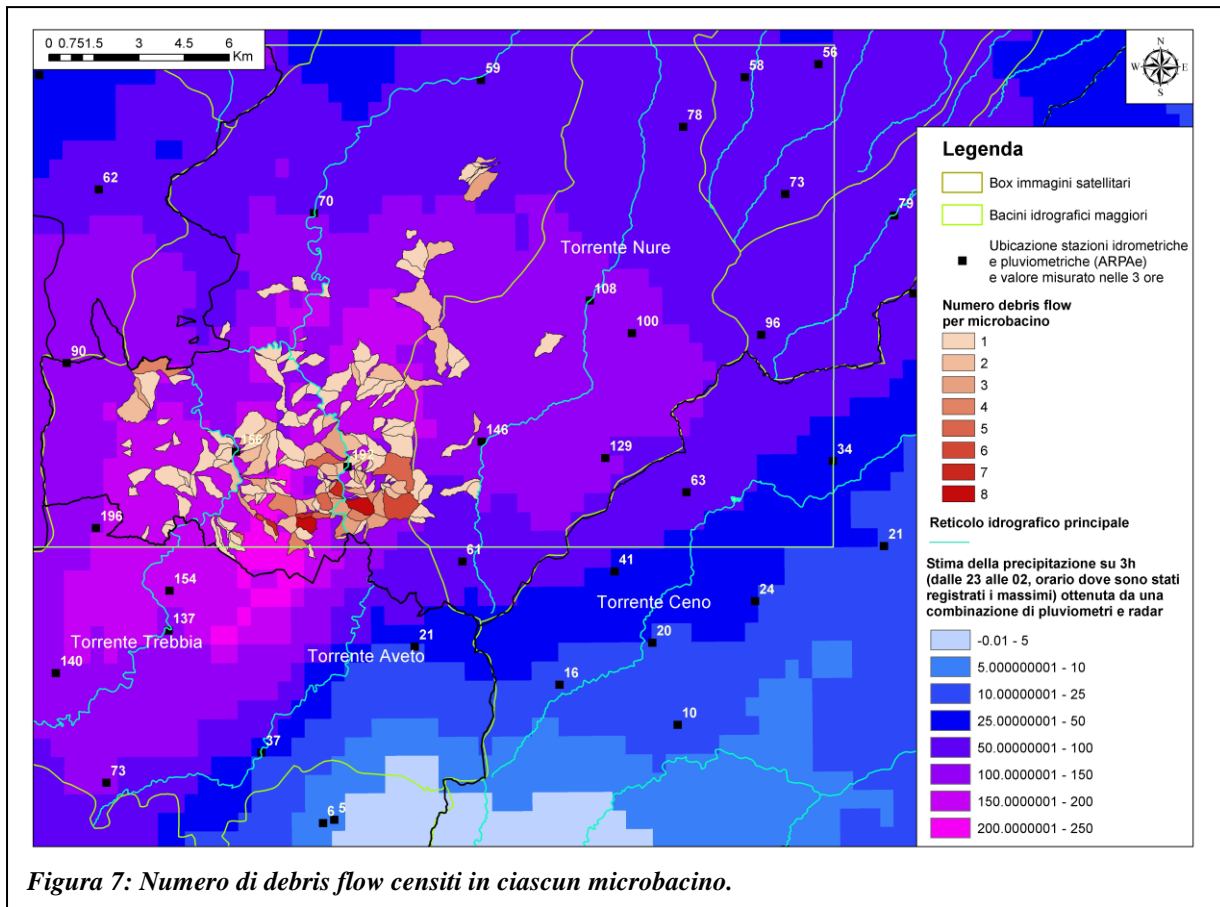 0 0.75 1.5 3 4.5 6
Km
N
W E
S
56
58
59
78
62
73
79
70
Torrente Nure
108
100
96
90
146
156
192
129
34
63
196
21
61
41
154
24
Torrente Ceno
137
Torrente Trebbia
21
20
Torrente Aveto
140
16
10
37
73
6 5
Legenda
Box immagini satellitari
Bacini idrografici maggiori
Ubicazione stazioni idrometriche
e pluviometriche (ARPAe)
e valore misurato nelle 3 ore
Numero debris flow
per microbacino
1
2
3
4
5
6
7
8
Reticolo idrografico principale
Stima della precipitazione su 3h
(dalle 23 alle 02, orario dove sono stati
registrati i massimi) ottenuta da una
combinazione di pluviometri e radar
-0.01 - 5
5.000000001 - 10
10.00000001 - 25
25.00000001 - 50
50.00000001 - 100
100.0000001 - 150
150.0000001 - 200
200.0000001 - 250
Figura 7: Numero di debris flow censiti in ciascun microbacino.